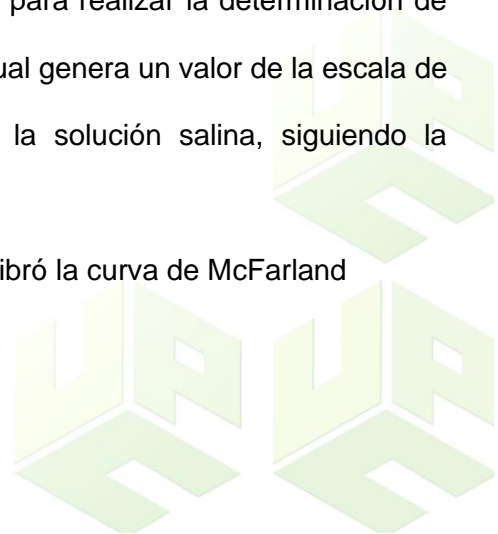 para realizar la determinación de
ual genera un valor de la escala de
la solución salina, siguiendo la
ibró la curva de McFarland